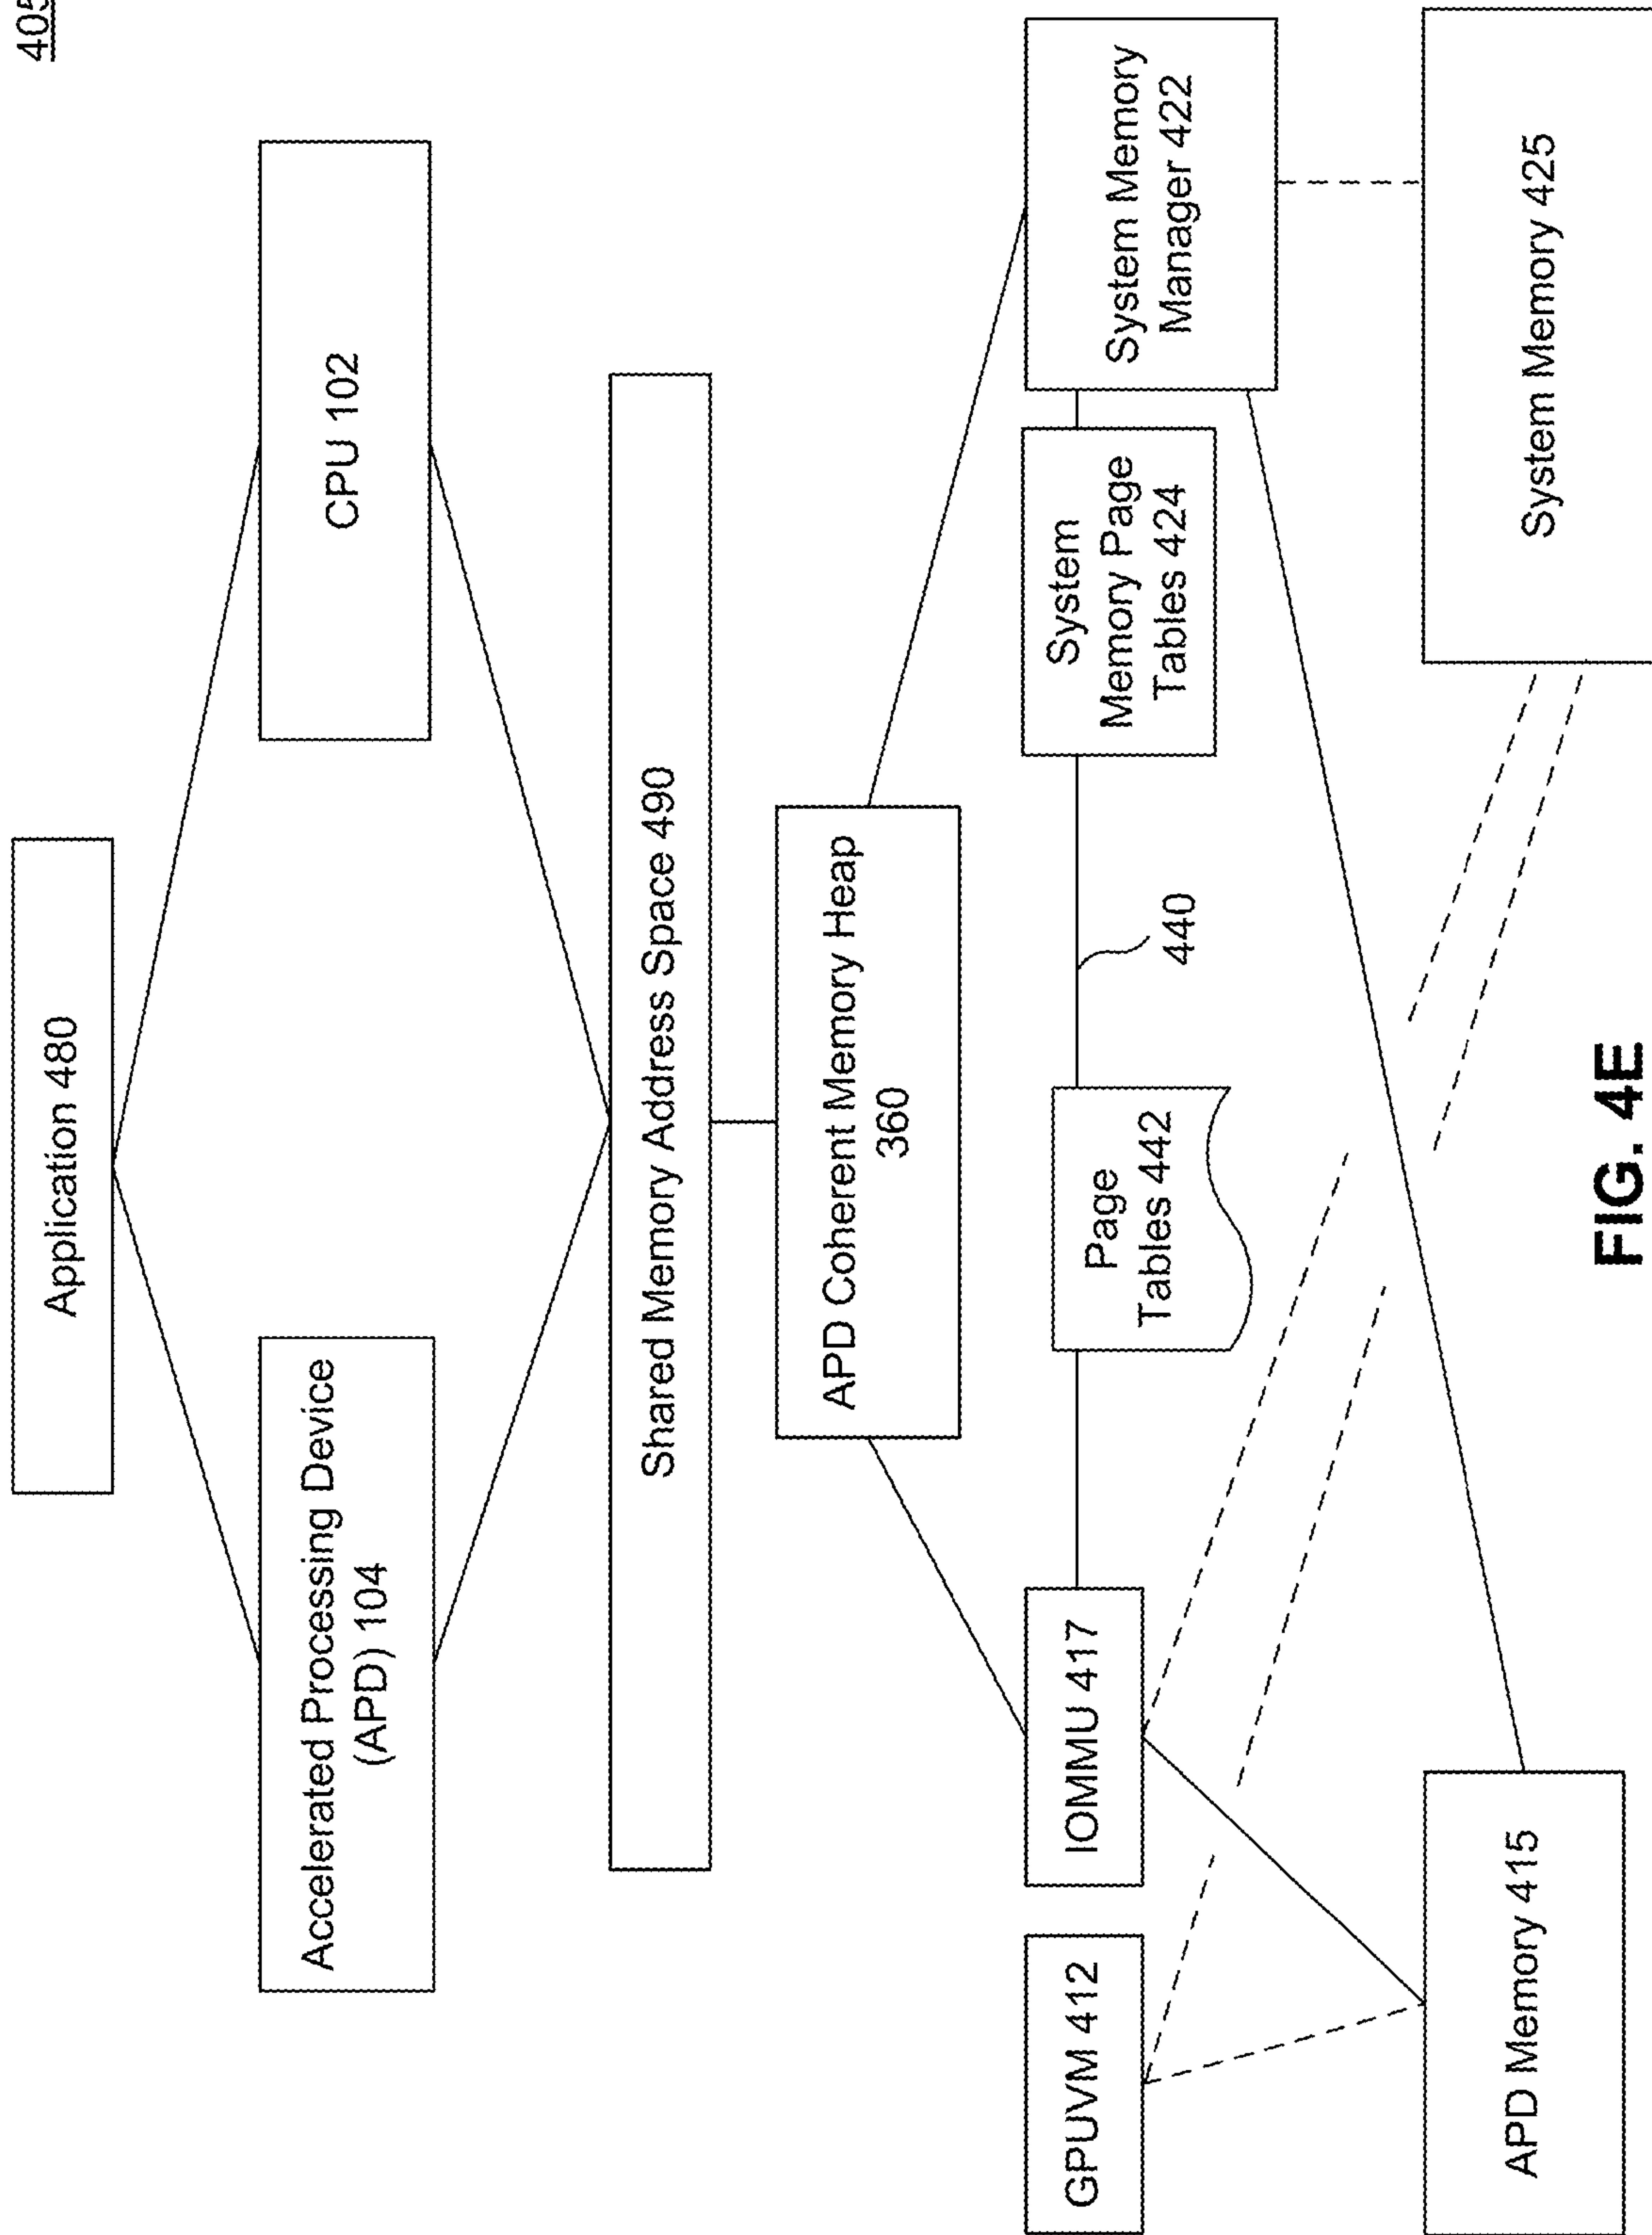 405
Application 480
Accelerated Processing Device
(APD) 104
CPU 102
Shared Memory Address Space 490
APD Coherent Memory Heap
360
GPUVM 412
IOMMU 417
Page
Tables 442
440
System
Memory Page
Tables 424
System Memory
Manager 422
APD Memory 415
System Memory 425
FIG. 4E